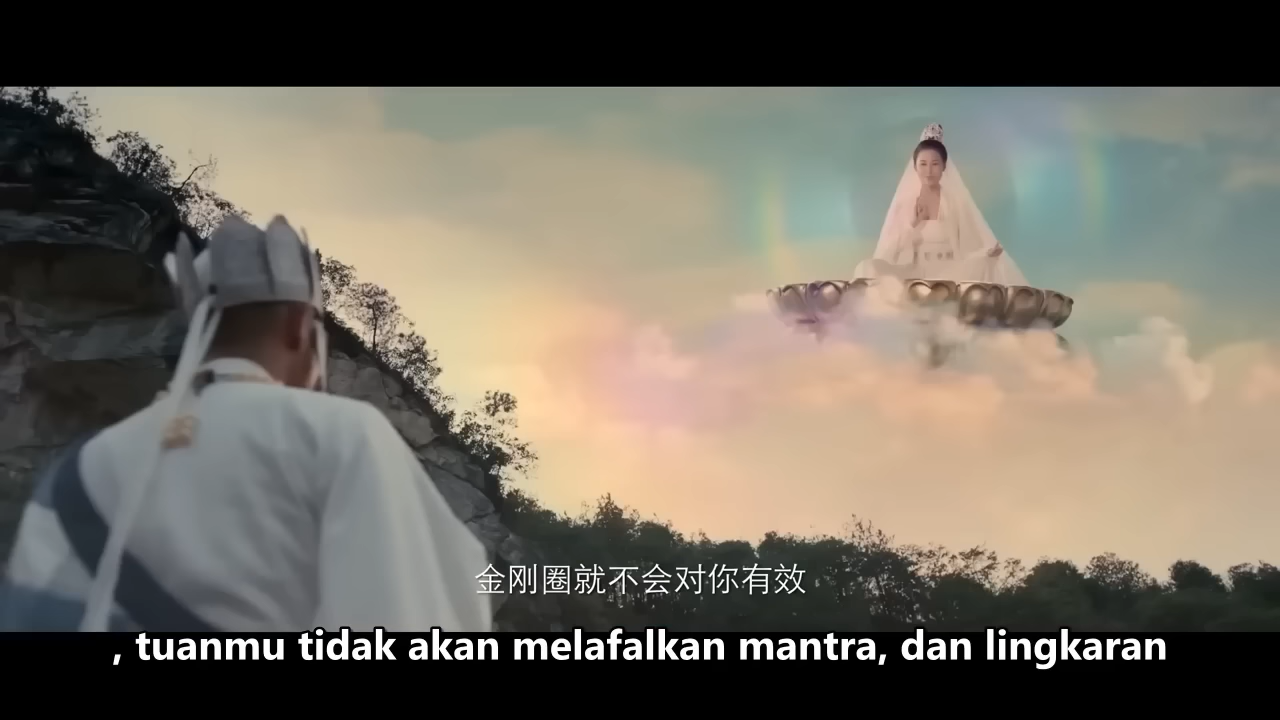 金刚圈就不会对你有效
, tuanmu tidak akan melafalkan mantra, dan lingkaran